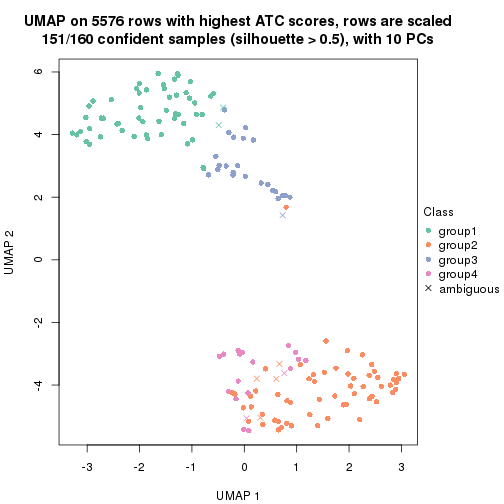 UMAP on 5576 rows with highest ATC scores, rows are scaled
151/160 confident samples (silhouette > 0.5), with 10 PCs
6
4
2
0
-2
-4
UMAP 2
-3
-2
-1
0
1
2
3
UMAP 1
Class
group1
group2
group3
group4
ambiguous